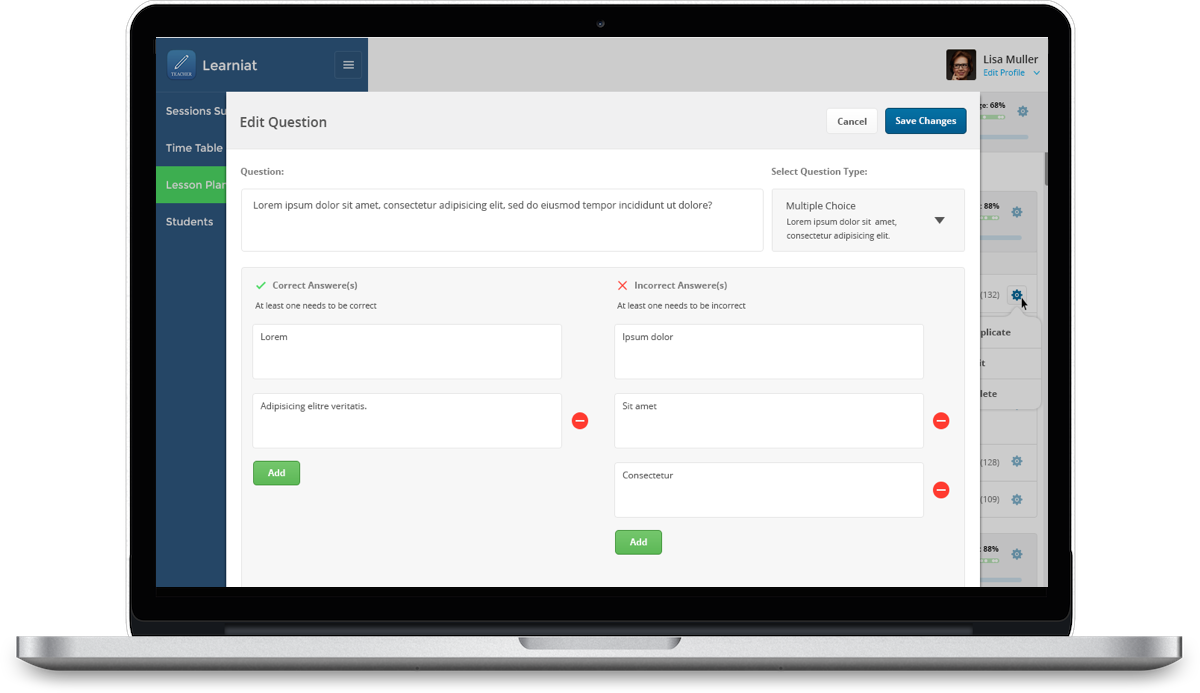 TEACHER
Learniat
Lisa Muller
Edit Profile
Sessions Su
Time Table
Lesson Plan
Students
Edit Question
Cancel
Save Changes
ge: 68%
Question:
Select Question Type:
Lorem ipsum dolor sit amet, consectetur adipisicing elit, sed do eiusmod tempor incididunt ut dolore?
Multiple Choice
Lorem ipsum dolor sit amet,
consectetur adipisicing elit.
: 88%
Correct Answere(s)
At least one needs to be correct
Incorrect Answere(s)
At least one needs to be incorrect
(132)
Lorem
Ipsum dolor
plicate
it
lete
Adipisicing elitre veritatis.
Sit amet
Add
Consectetur
(128)
(109)
Add
: 88%